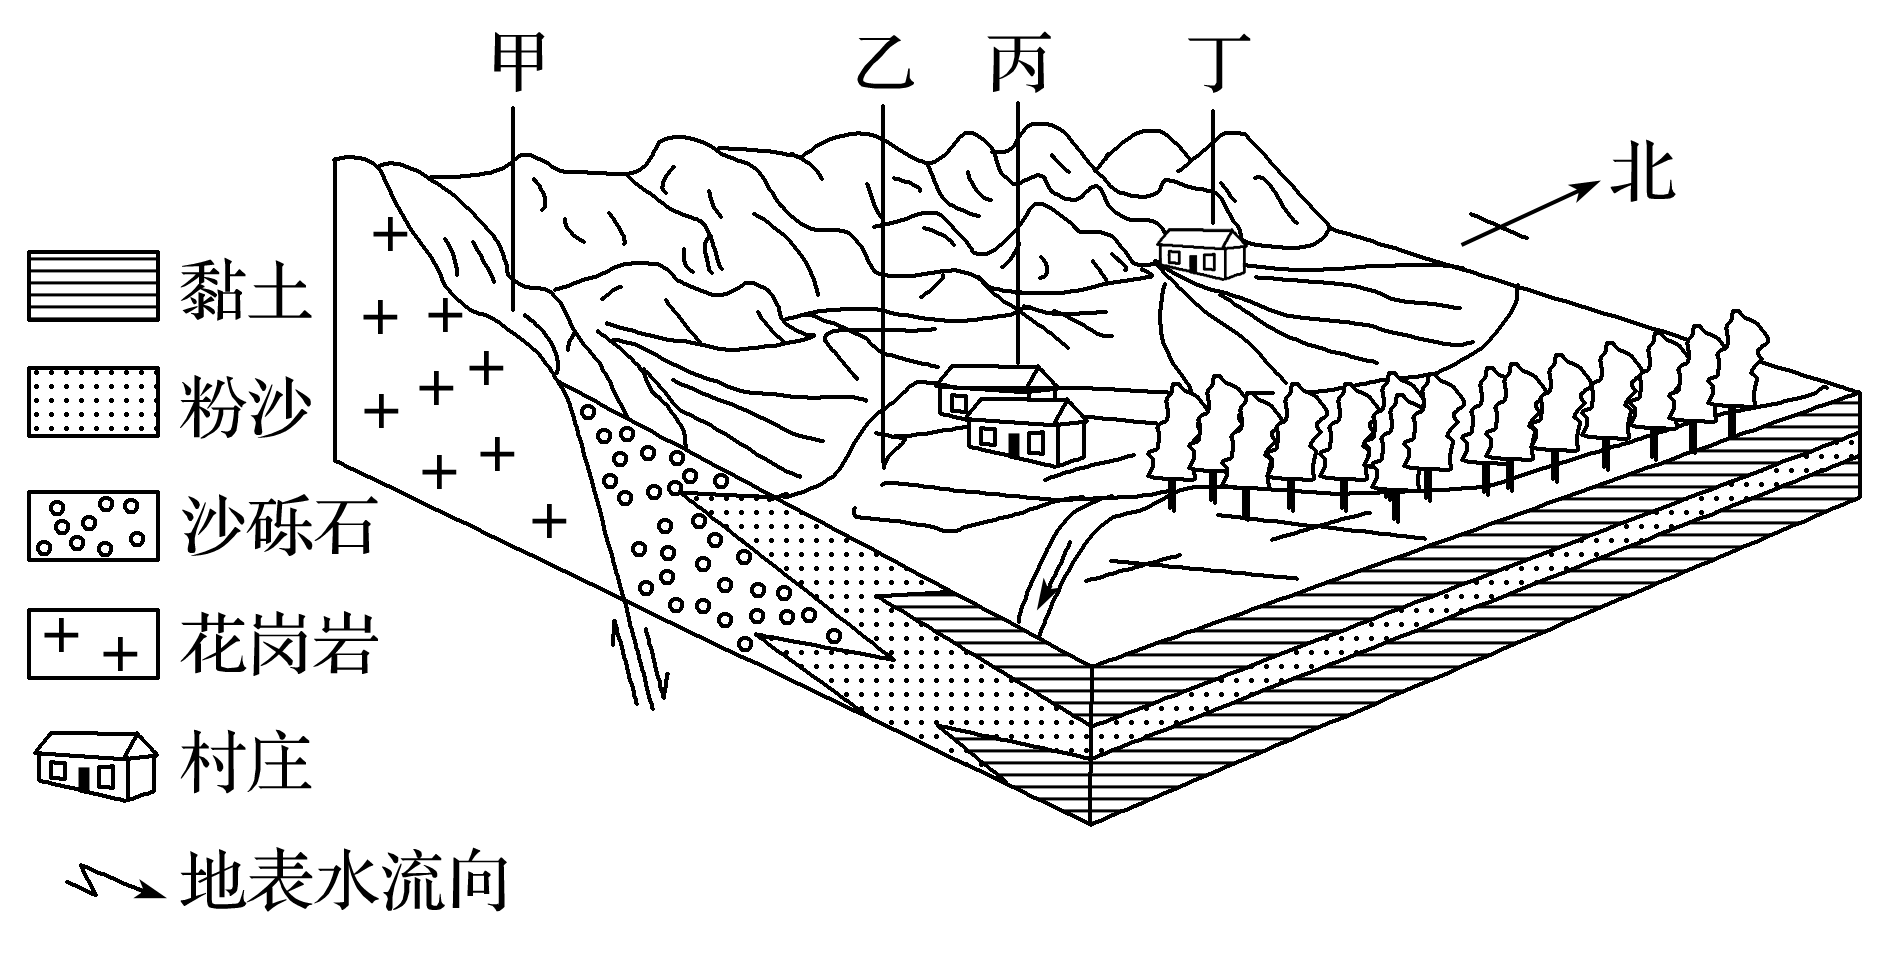 甲 乙 丙 丁
北
黏土
粉沙
沙砾石
花岗岩
村庄
地表水流向